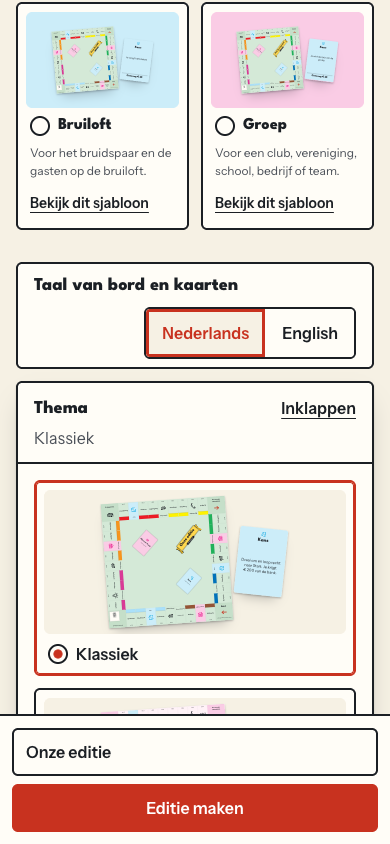 Bruiloft
Voor het bruidspaar en de
gasten op de bruiloft.
Bekijk dit sjabloon
Groep
Voor een club, vereniging,
school, bedrijf of team.
Bekijk dit sjabloon
Taal van bord en kaarten
Nederlands
English
Thema
Inklappen
Klassiek
Kans
Klassiek
Onze editie
Editie maken